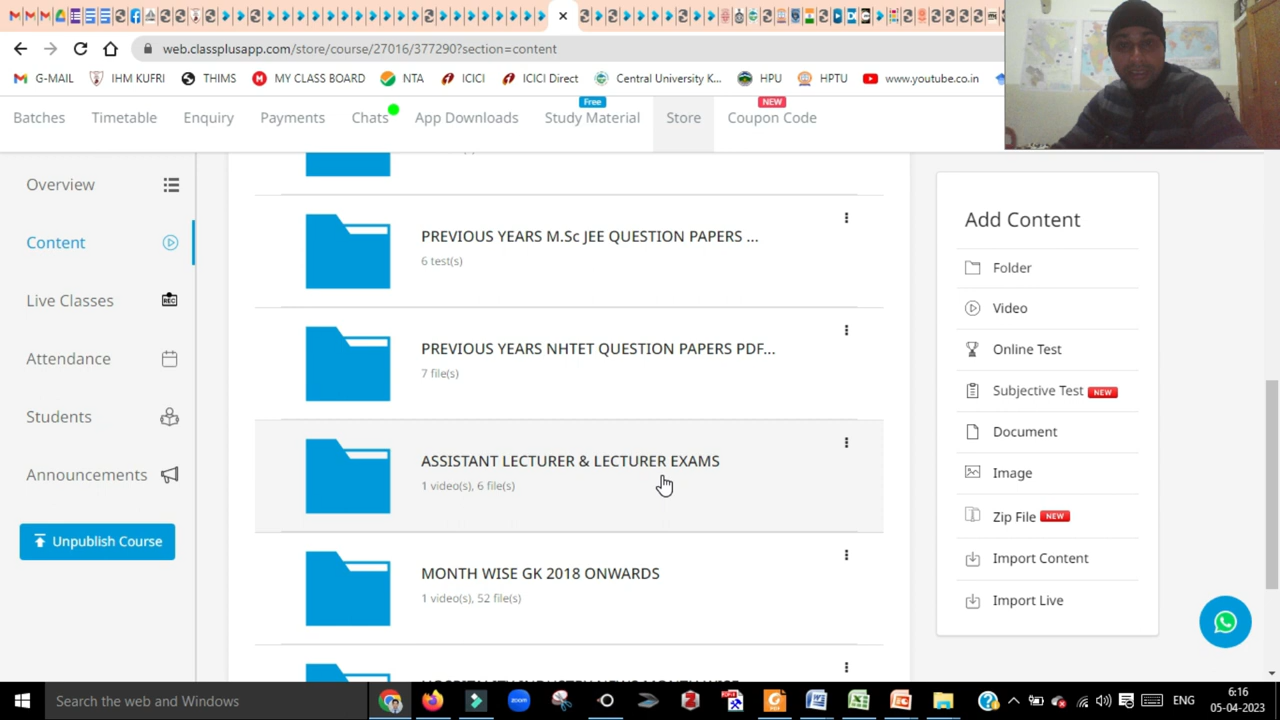 web.classplusapp.com/store/course/27016/377290?section=content
G-MAIL
IHM KUFRI
THIMS
MY CLASS BOARD
NTA
ICICI
ICICI Direct
Central University K...
HPU
HPTU
www.youtube.co.in
Batches
Timetable
Enquiry
Payments
Chats
App Downloads
Free
Study Material
Store
NEW
Coupon Code
Overview
Content
Live Classes
REC
Attendance
Students
Announcements
Unpublish Course
PREVIOUS YEARS M.Sc JEE QUESTION PAPERS ...
6 test(s)
PREVIOUS YEARS NHTET QUESTION PAPERS PDF...
7 file(s)
ASSISTANT LECTURER & LECTURER EXAMS
1 video(s), 6 file(s)
MONTH WISE GK 2018 ONWARDS
1 video(s), 52 file(s)
Add Content
Folder
Video
Online Test
Subjective Test NEW
Document
Image
Zip File NEW
Import Content
Import Live
Search the web and Windows
zoom
ENG
6:16
05-04-2023